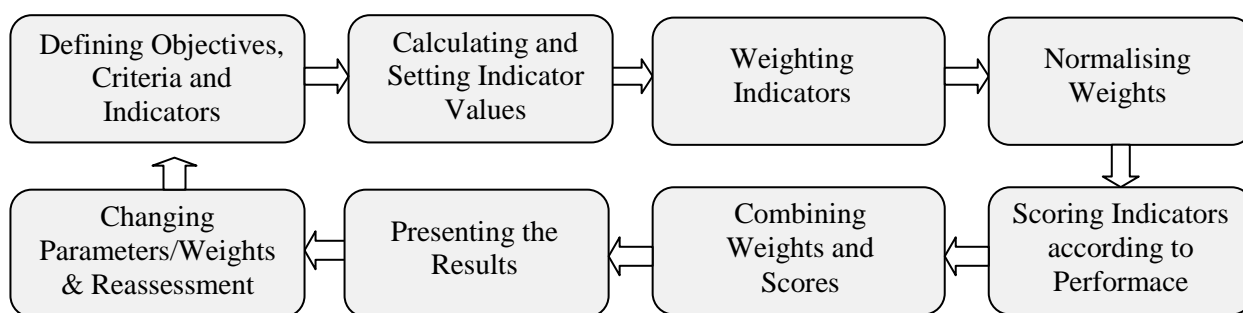 Defining Objectives,
Criteria and
Indicators
Calculating and
Setting Indicator
Values
Weighting
Indicators
Normalising
Weights
Scoring Indicators
according to
Performace
Combining
Weights and
Scores
Presenting the
Results
Changing
Parameters/Weights
& Reassessment